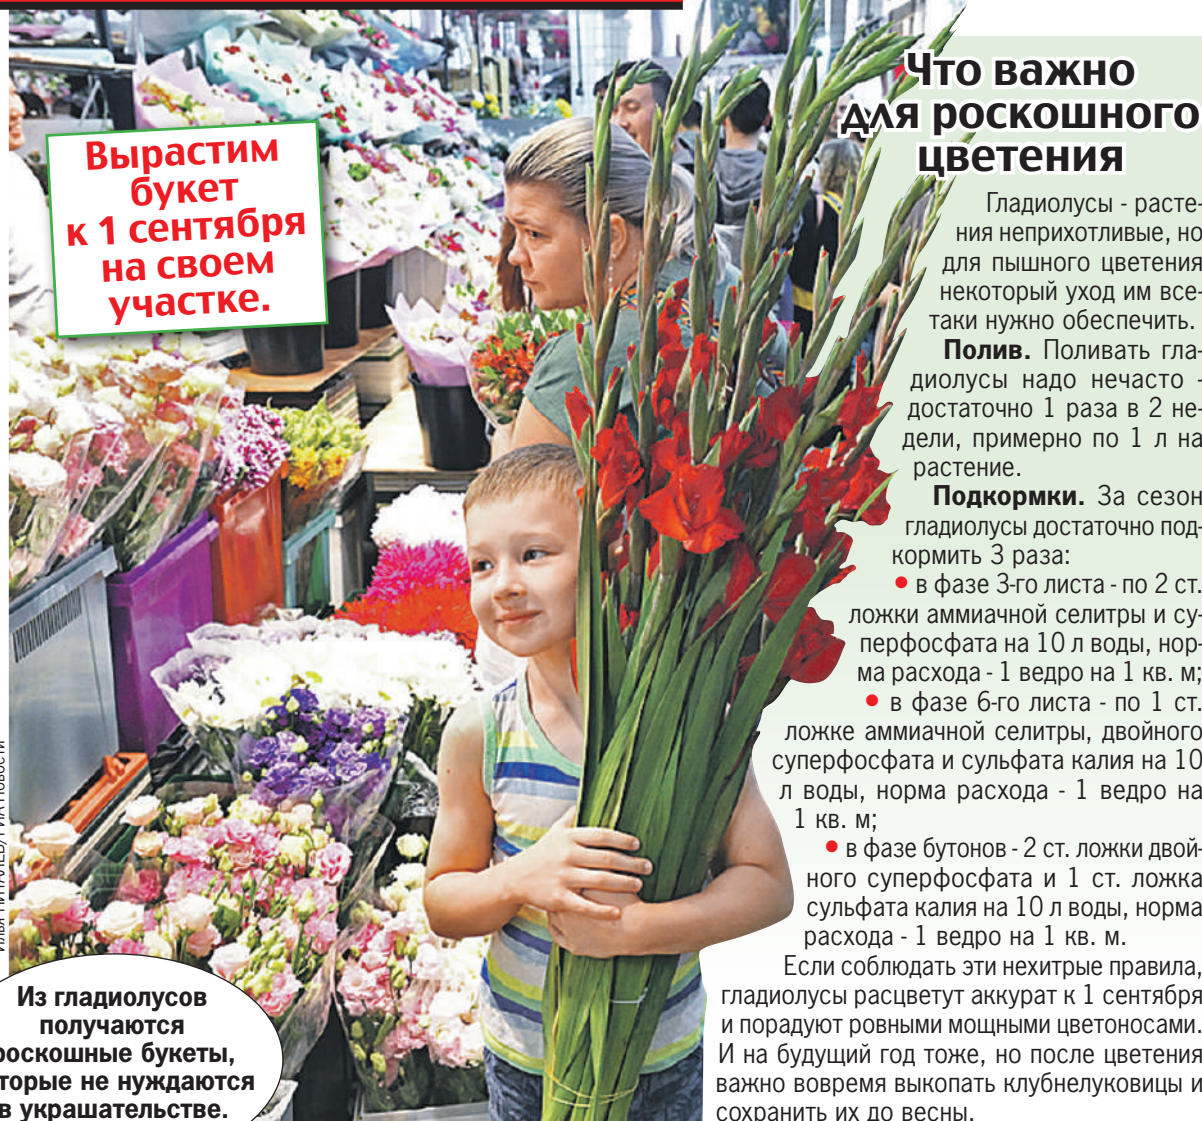 Вырастим
букет
к 1 сентября
на своем
участке.
Что важно
для роскошного
цветения
Гладиолусы - расте-
ния неприхотливые, но
для пышного цветения
некоторый уход им все-
таки нужно обеспечить.
Полив. Поливать гла-
диолусы надо нечасто -
достаточно 1 раза в 2 не-
дели, примерно по 1 л на
растение.
Подкормки. За сезон
гладиолусы достаточно под-
кормить 3 раза:
• в фазе 3-го листа - по 2 ст.
ложки аммиачной селитры и су-
перфосфата на 10 л воды, нор-
ма расхода - 1 ведро на 1 кв. м;
• в фазе 6-го листа - по 1 ст.
ложке аммиачной селитры, двойного
суперфосфата и сульфата калия на 10
л воды, норма расхода - 1 ведро на
1 кв. м;
• в фазе бутонов - 2 ст. ложки двой-
ного суперфосфата и 1 ст. ложка
сульфата калия на 10 л воды, норма
расхода - 1 ведро на 1 кв. м.
Если соблюдать эти нехитрые правила,
гладиолусы расцветут аккурат к 1 сентября
и порадуют ровными мощными цветоносами.
И на будущий год тоже, но после цветения
важно вовремя выкопать клубнелуковицы и
сохранить их до весны.
Из гладиолусов
получаются
роскошные букеты,
которые не нуждаются
в украшательстве.